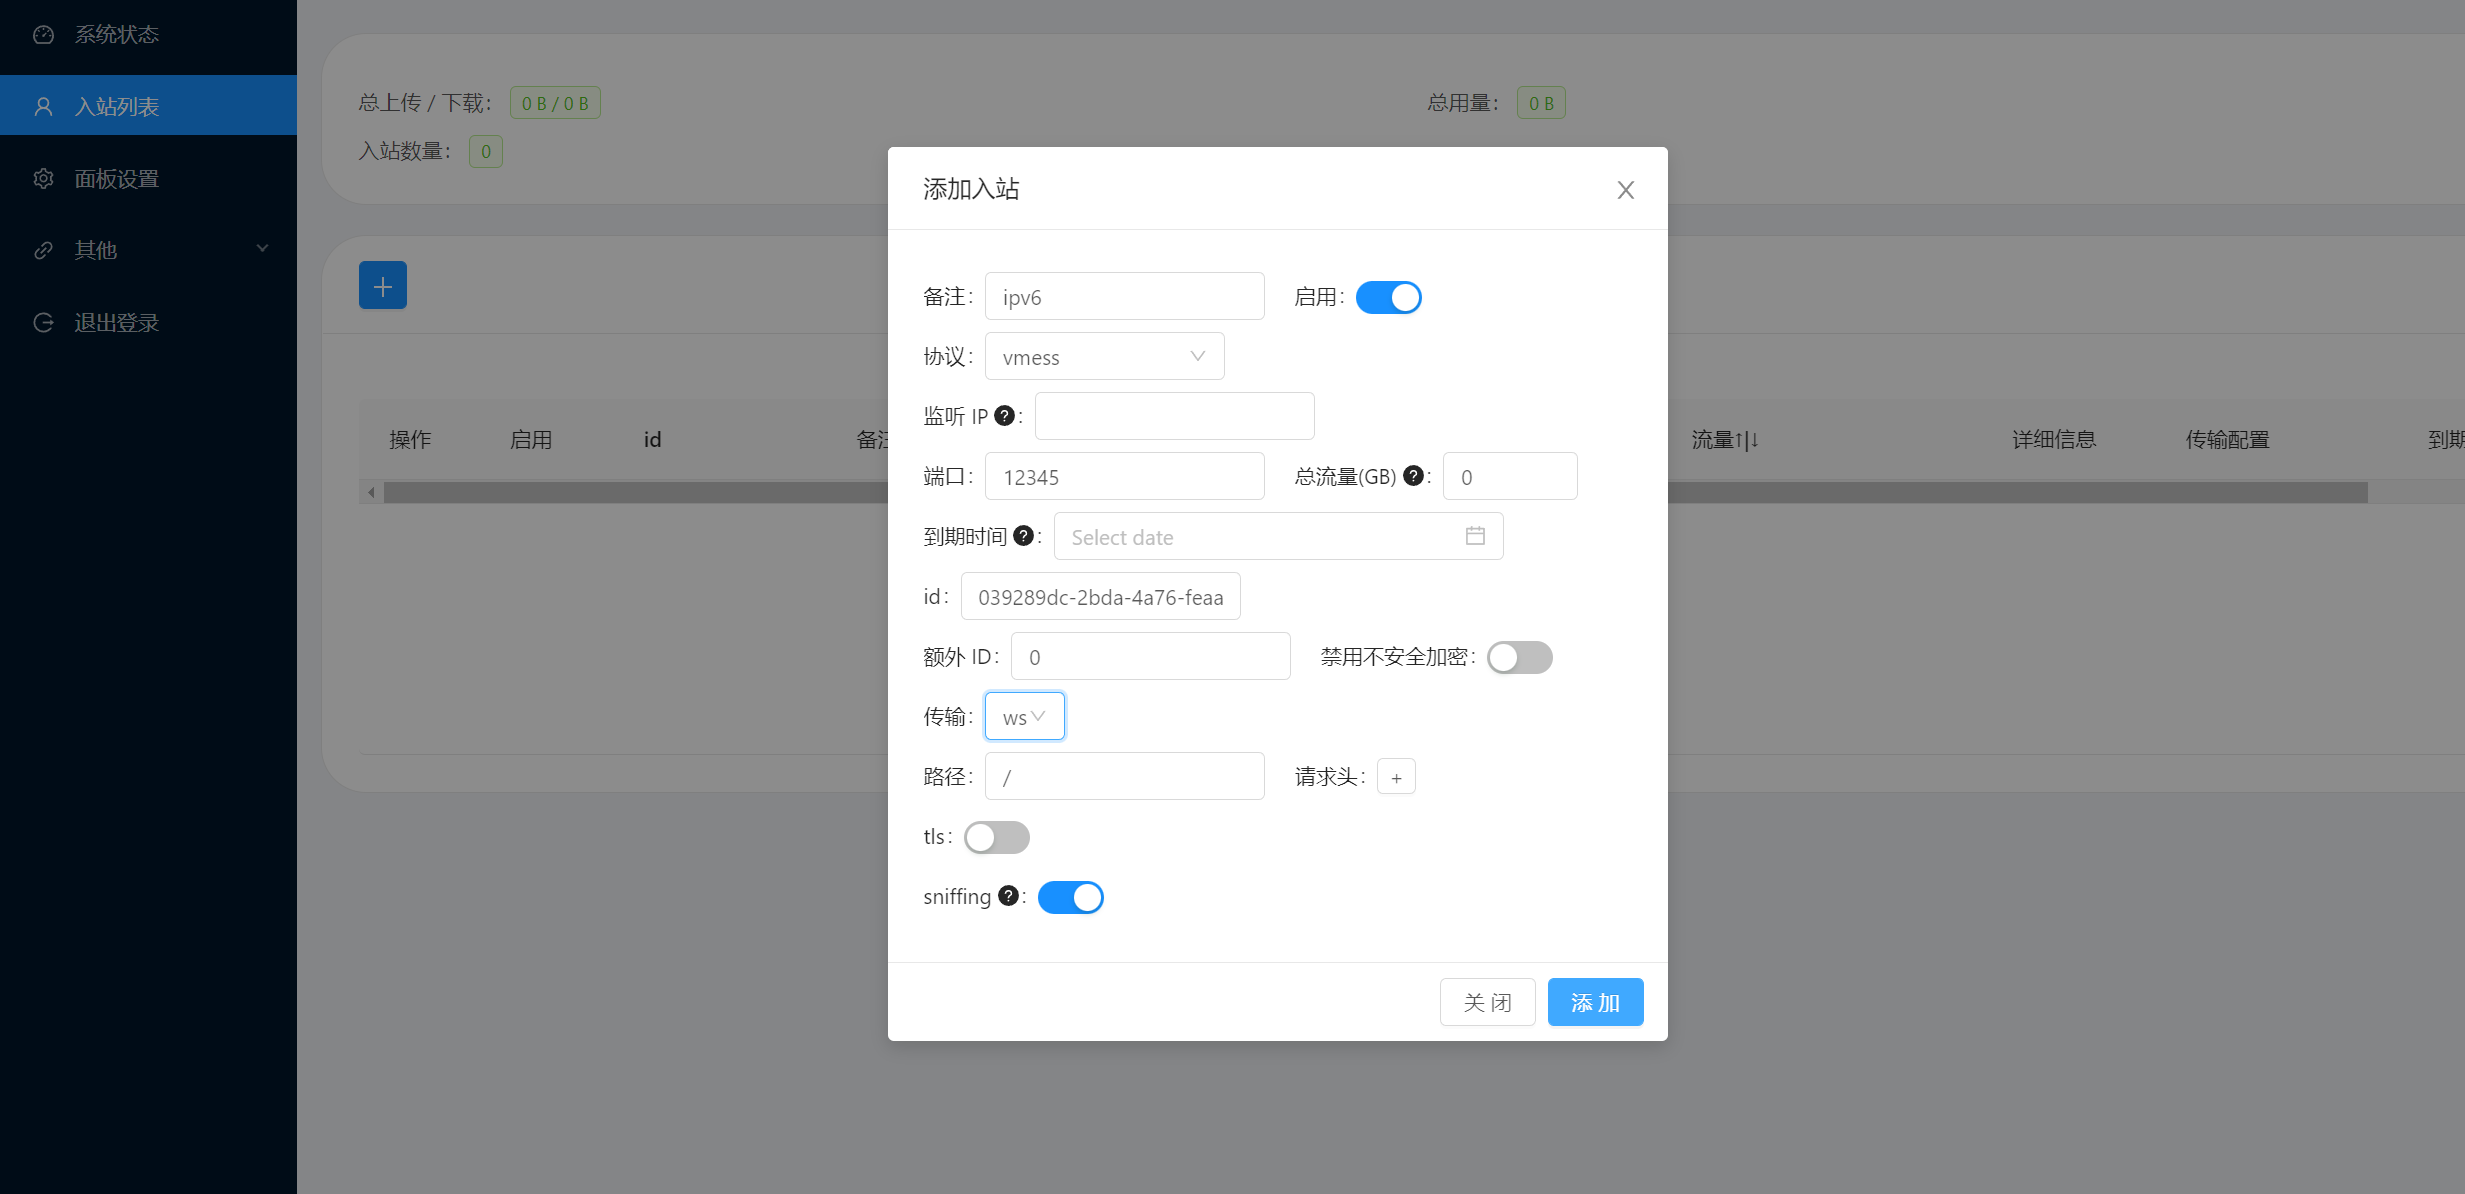 系统状态
入站列表
面板设置
其他
退出登录
总上传 / 下载： 0 B / 0 B
总用量： 0 B
入站数量： 0
操作 启用 id 备注 流量↑|↓ 详细信息 传输配置 到期
添加入站
备注： ipv6 启用：
协议： vmess
监听 IP ?：
端口： 12345 总流量(GB) ?： 0
到期时间 ?： Select date
id： 039289dc-2bda-4a76-feaa
额外 ID： 0 禁用不安全加密：
传输： ws
路径： / 请求头： +
tls：
sniffing ?：
关 闭 添 加